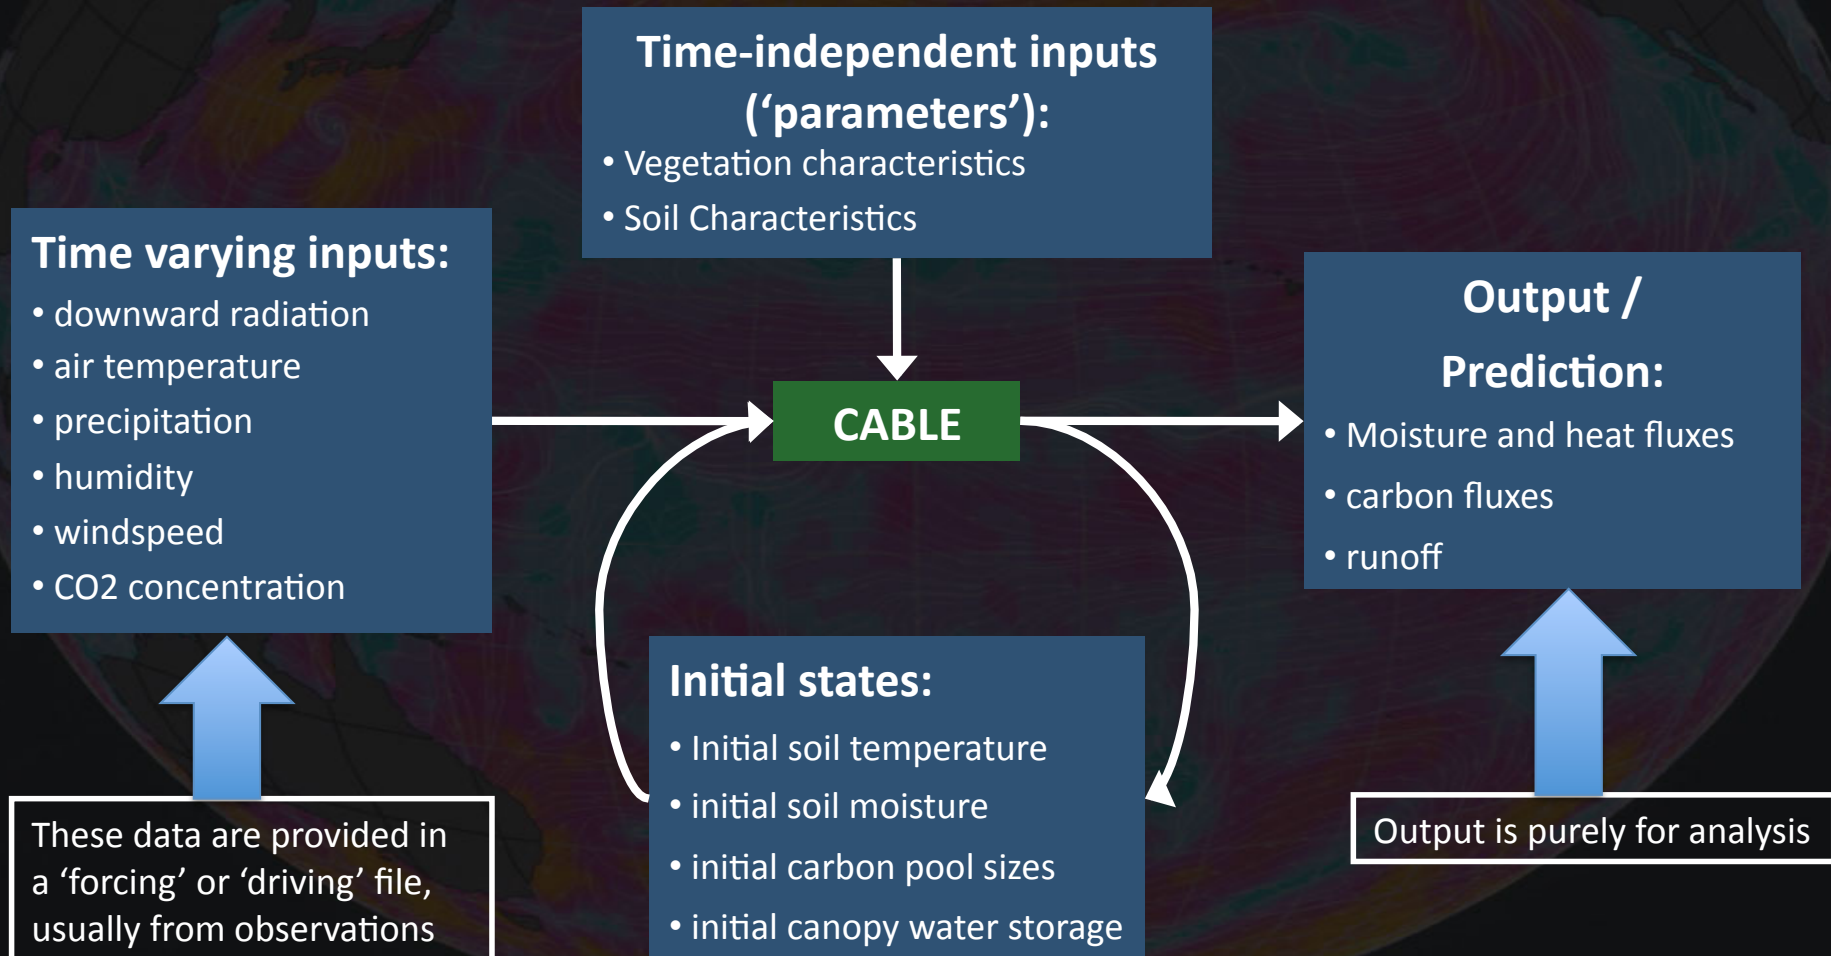 Time-independent inputs
(‘parameters’):
• Vegetation characteristics
• Soil Characteristics
Time varying inputs:
• downward radiation
• air temperature
• precipitation
• humidity
• windspeed
• CO2 concentration
CABLE
Output /
Prediction:
• Moisture and heat fluxes
• carbon fluxes
• runoff
Initial states:
• Initial soil temperature
• initial soil moisture
• initial carbon pool sizes
• initial canopy water storage
These data are provided in
a ‘forcing’ or ‘driving’ file,
usually from observations
Output is purely for analysis